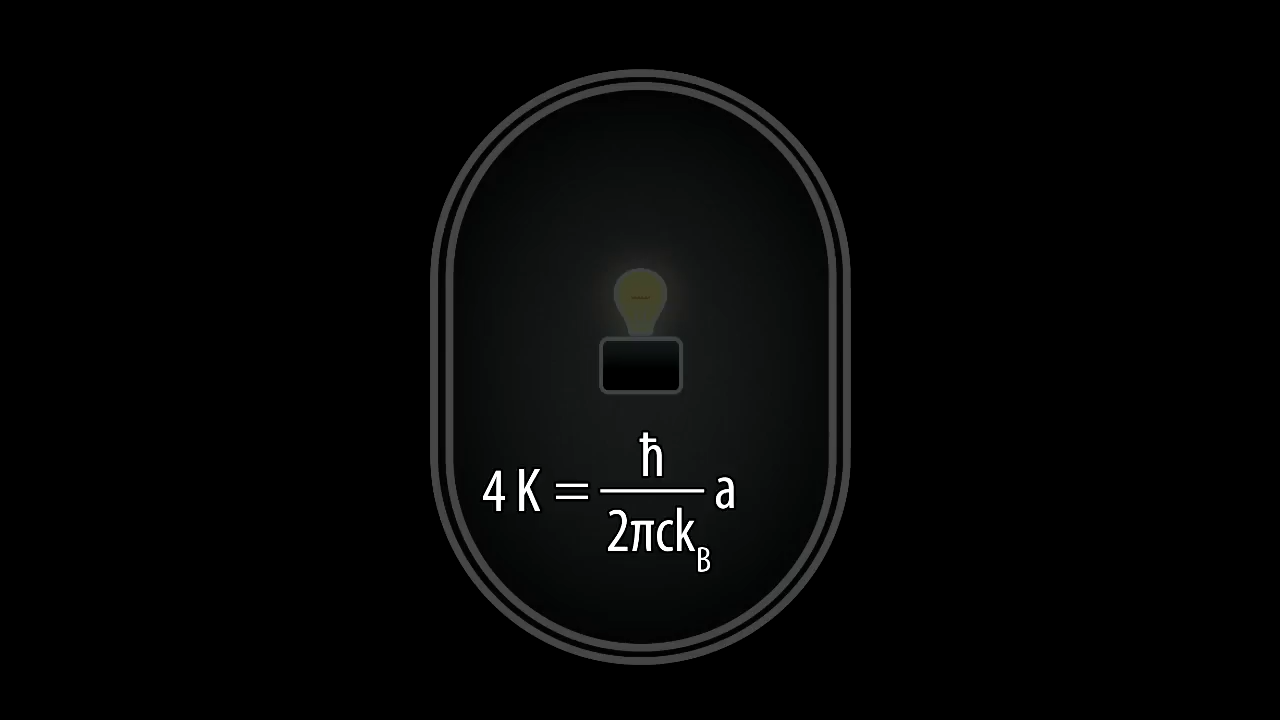 4 K = ħ / 2πck_B a